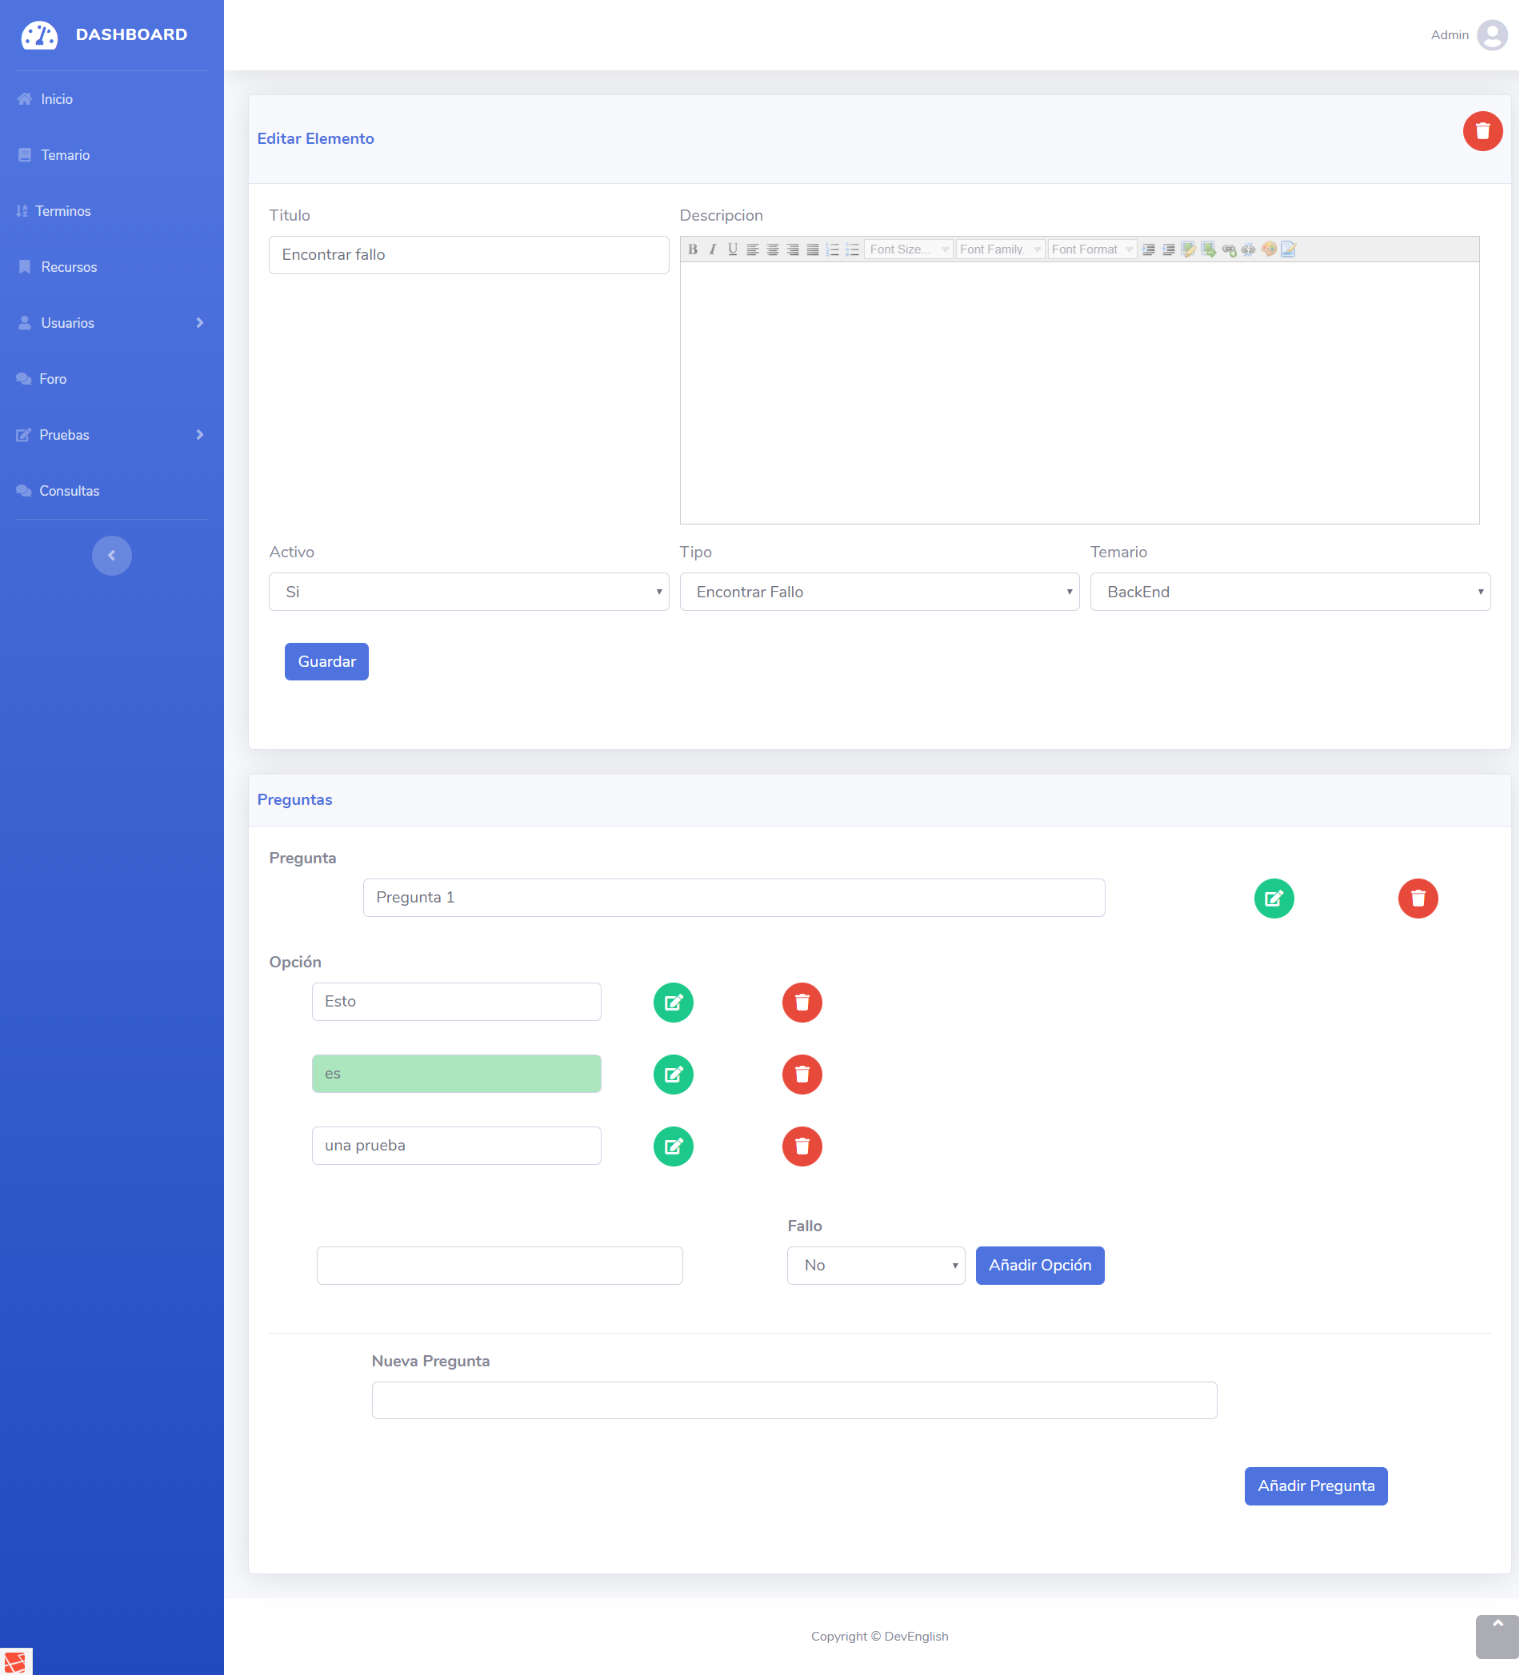 DASHBOARD
Admin
Inicio
Temario
Terminos
Recursos
Usuarios
Foro
Pruebas
Consultas
Editar Elemento
Titulo
Descripcion
Encontrar fallo
B I U Font Size... Font Family. Font Format
Activo
Tipo
Temario
Si
Encontrar Fallo
BackEnd
Guardar
Preguntas
Pregunta
Pregunta 1
Opción
Esto
es
una prueba
Fallo
No
Añadir Opción
Nueva Pregunta
Añadir Pregunta
Copyright © DevEnglish